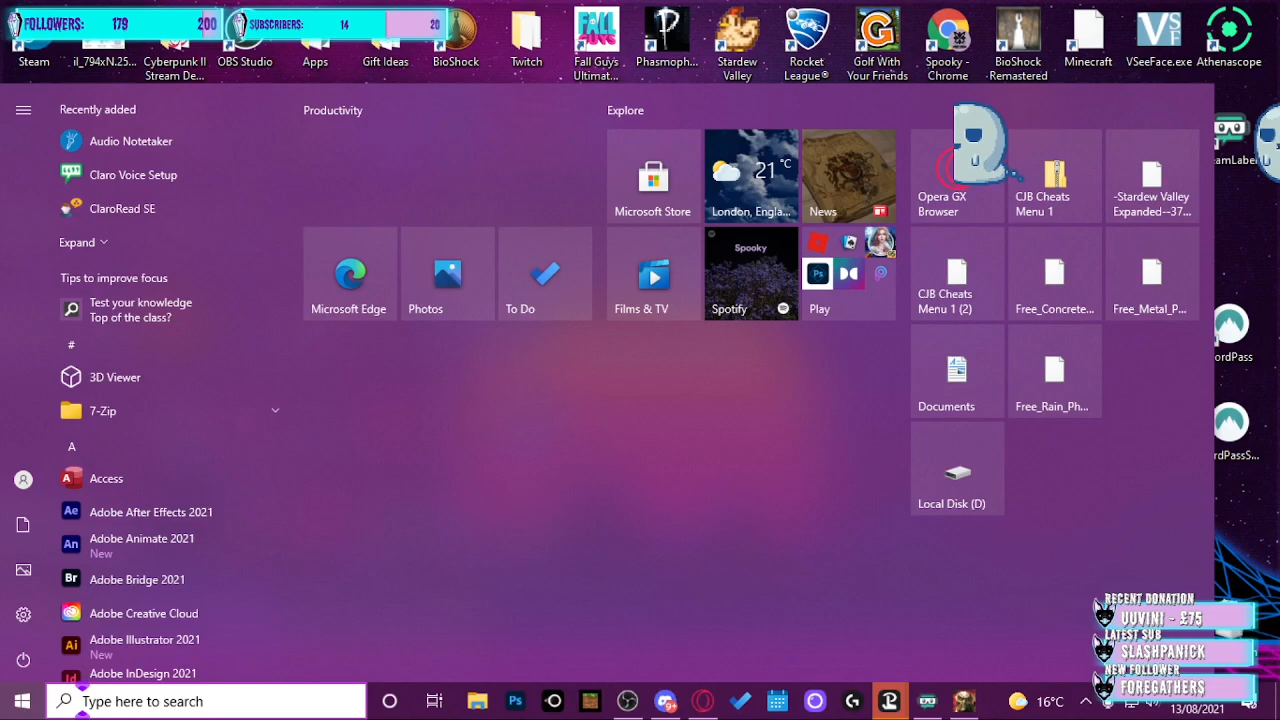 FOLLOWERS: 179 200
SUBSCRIBERS: 14 20
Steam
il_794xN.25...
Cyberpunk II
Stream De...
OBS Studio
Apps
Gift Ideas
BioShock
Twitch
Fall Guys
Ultimat...
Phasmoph...
Stardew
Valley
Rocket
League®
Golf With
Your Friends
Spooky -
Chrome
BioShock
Remastered
Minecraft
VSeeFace.exe
Athenascope
Recently added
Audio Notetaker
Claro Voice Setup
ClaroRead SE
Expand
Tips to improve focus
Test your knowledge
Top of the class?
#
3D Viewer
7-Zip
A
Access
Adobe After Effects 2021
Adobe Animate 2021
New
Adobe Bridge 2021
Adobe Creative Cloud
Adobe Illustrator 2021
New
Adobe InDesign 2021
Productivity
Microsoft Edge
Photos
To Do
Explore
Microsoft Store
21 °C
London, Engla...
News
Films & TV
Spooky
Spotify
Play
Opera GX
Browser
CJB Cheats
Menu 1
-Stardew Valley
Expanded--37...
CJB Cheats
Menu 1 (2)
Free_Concrete...
Free_Metal_P...
Documents
Free_Rain_Ph...
Local Disk (D)
eamLabel
ordPass
rdPassS...
RECENT DONATION
UUVINI - £75
LATEST SUB
SLASHPANICK
NEW FOLLOWER
FOREGATHERS
Type here to search
16°C
13/08/2021